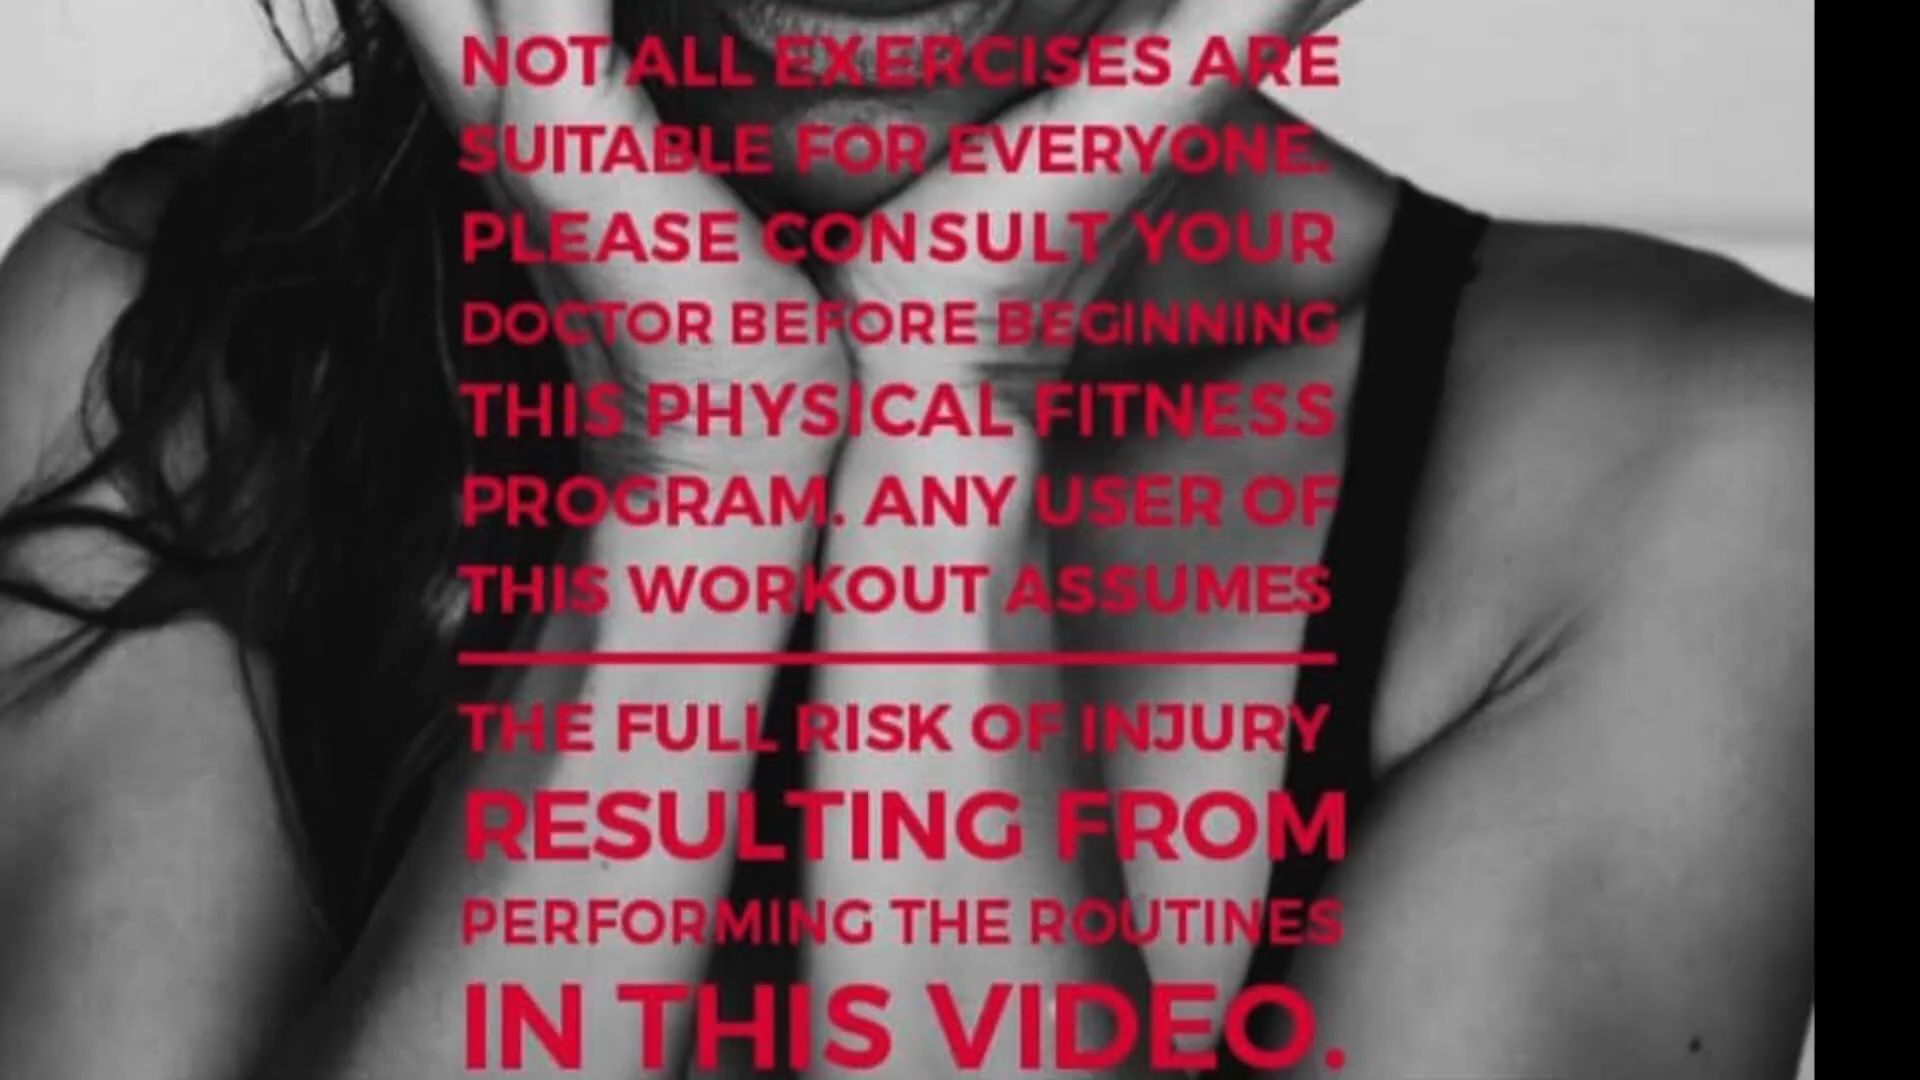 NOT ALL EXERCISES ARE
SUITABLE FOR EVERYONE.
PLEASE CONSULT YOUR
DOCTOR BEFORE BEGINNING
THIS PHYSICAL FITNESS
PROGRAM. ANY USER OF
THIS WORKOUT ASSUMES
THE FULL RISK OF INJURY
RESULTING FROM
PERFORMING THE ROUTINES
IN THIS VIDEO.